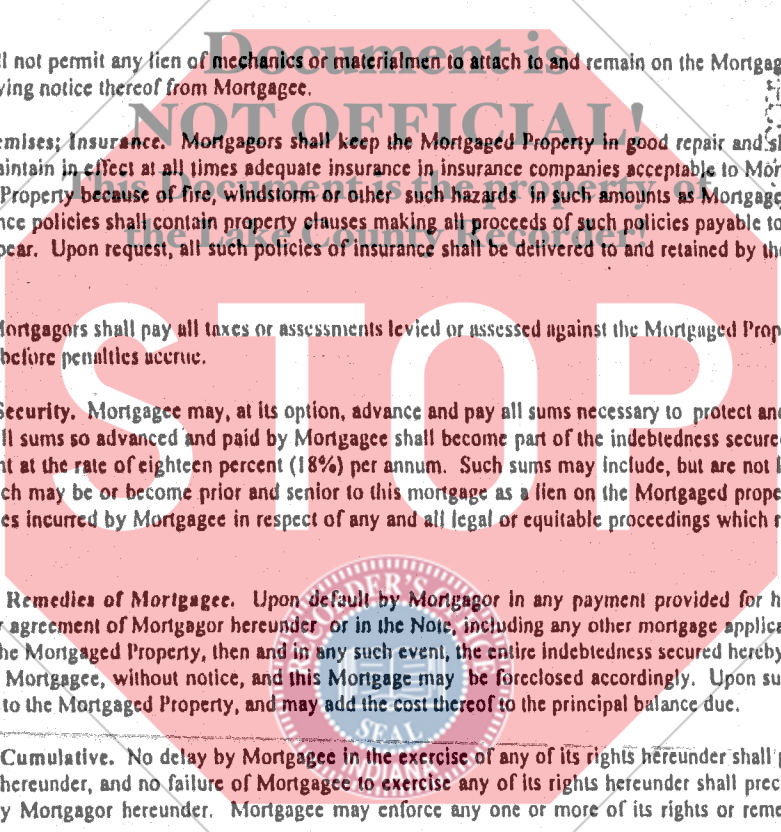 Document is
ll not permit any lien of mechanics or materialmen to attach to and remain on the Mortgag
ving notice thereof from Mortgagee.
NOT OFFICIAL!
emises; Insurance. Mortgagors shall keep the Mortgaged Property in good repair and sh
aintain in effect at all times adequate insurance in insurance companies acceptable to Mor
This Document is the property of
Property because of fire, windstorm or other such hazards in such amounts as Mortgage
nce policies shall contain property clauses making all proceeds of such policies payable to
the Lake County Recorder!
pear. Upon request, all such policies of insurance shall be delivered to and retained by the
STOP
Mortgagors shall pay all taxes or assessments levied or assessed against the Mortgaged Prop
before penalties accrue.
Security. Mortgagee may, at its option, advance and pay all sums necessary to protect and
ll sums so advanced and paid by Mortgagee shall become part of the indebtedness secured
nt at the rate of eighteen percent (18%) per annum. Such sums may include, but are not l
ch may be or become prior and senior to this mortgage as a lien on the Mortgaged prope
es incurred by Mortgagee in respect of any and all legal or equitable proceedings which r
Remedies of Mortgagee. Upon default by Mortgagor in any payment provided for h
r agreement of Mortgagor hereunder or in the Note, including any other mortgage applica
he Mortgaged Property, then and in any such event, the entire indebtedness secured hereby
Mortgagee, without notice, and this Mortgage may be foreclosed accordingly. Upon su
to the Mortgaged Property, and may add the cost thereof to the principal balance due.
RECORDER'S OFFICE
SEAL
INDIANA
Cumulative. No delay by Mortgagee in the exercise of any of its rights hereunder shall p
hereunder, and no failure of Mortgagee to exercise any of its rights hereunder shall prec
y Mortgagor hereunder. Mortgagee may enforce any one or more of its rights or reme